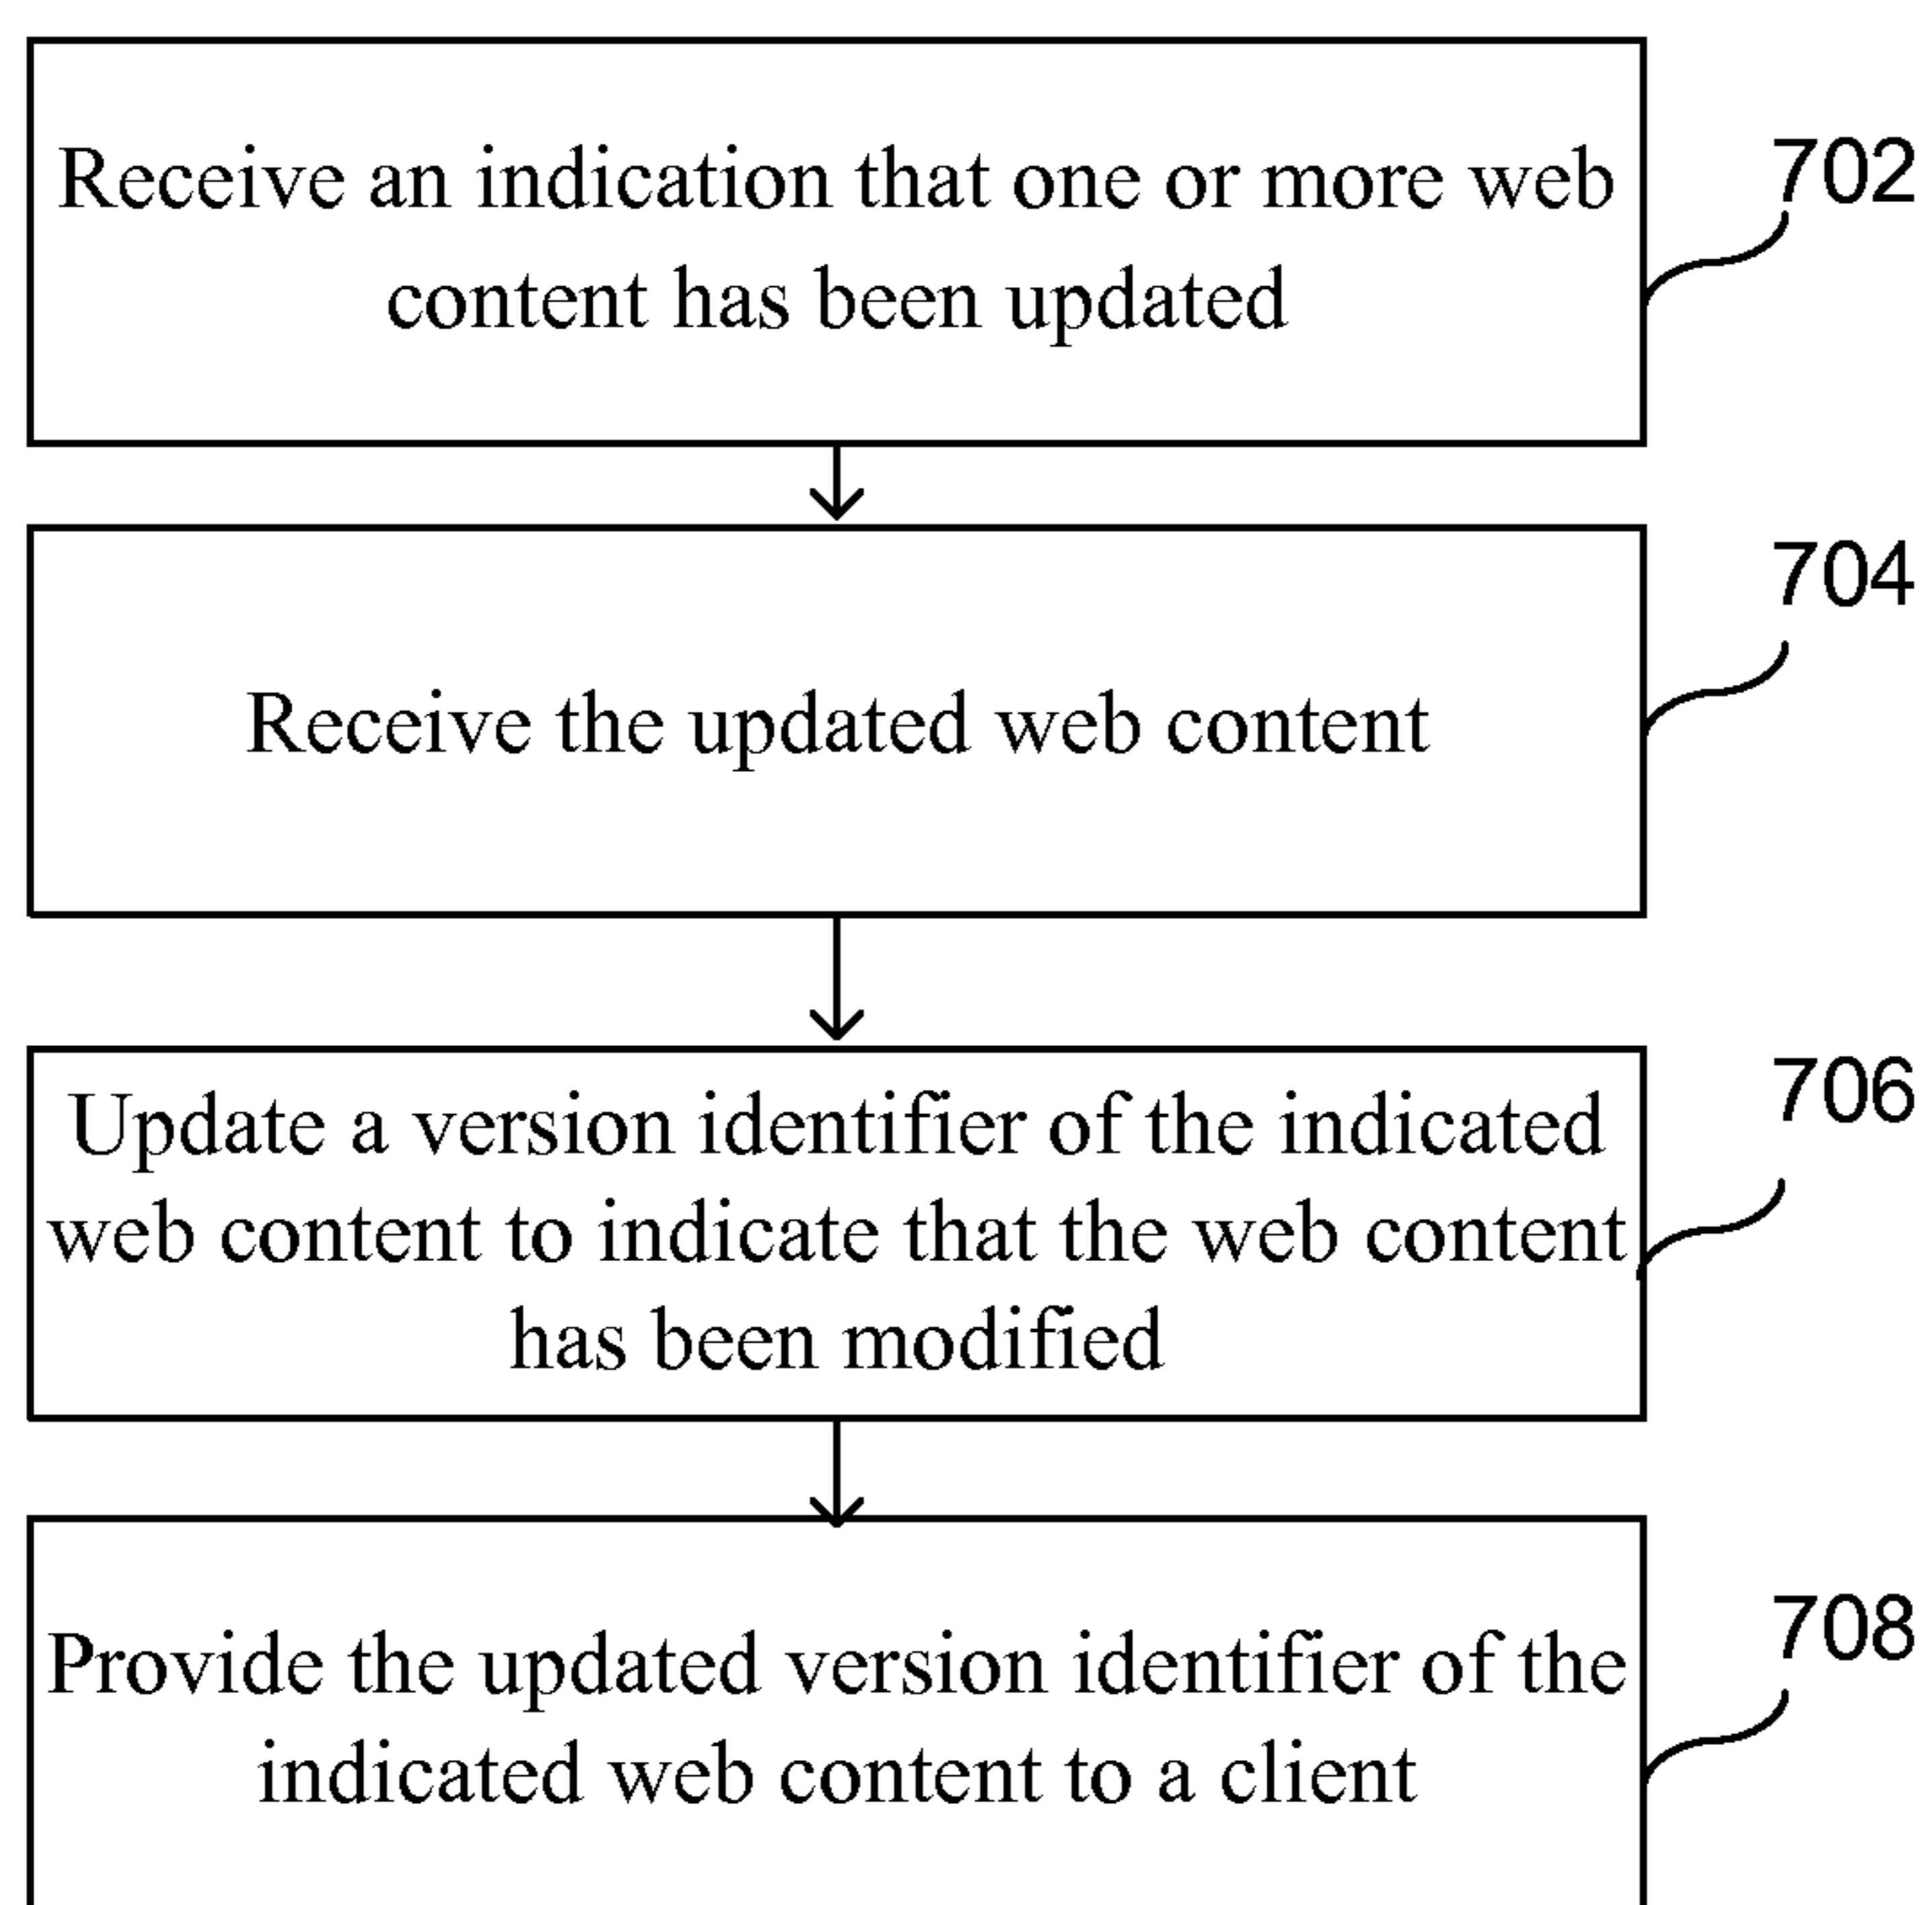 Receive an indication that one or more web
content has been updated
702
Receive the updated web content
704
Update a version identifier of the indicated
web content to indicate that the web content
has been modified
706
Provide the updated version identifier of the
indicated web content to a client
708